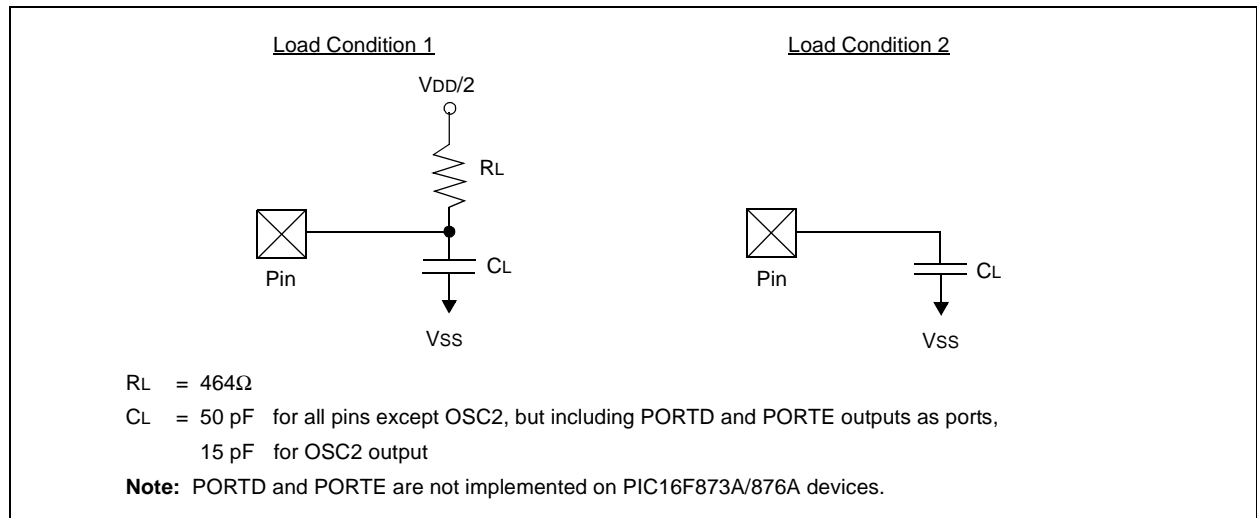 Load Condition 1
Load Condition 2
VDD/2
RL
Pin
CL
VSS
Pin
CL
VSS
RL = 464Ω
CL = 50 pF for all pins except OSC2, but including PORTD and PORTE outputs as ports,
15 pF for OSC2 output
Note: PORTD and PORTE are not implemented on PIC16F873A/876A devices.